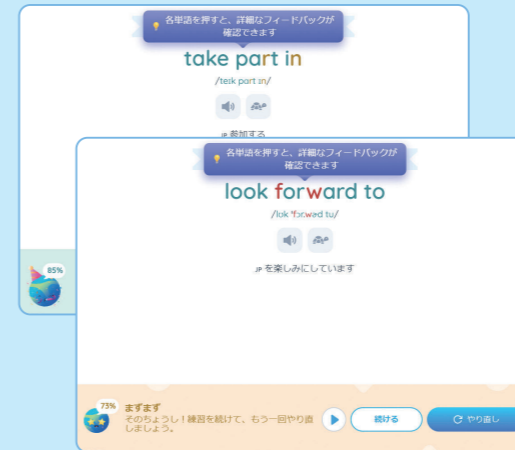 各単語を押すと、詳細なフィードバックが
確認できます
take part in
/teɪk pɑrt ɪn/
JP 参加する
85%
各単語を押すと、詳細なフィードバックが
確認できます
look forward to
/lʊk ˈfɔːwəd tu/
JP を楽しみにしています
73%
まずまず
そのちょうし！練習を続けて、もう一回やり直
しましょう。
続ける
やり直し